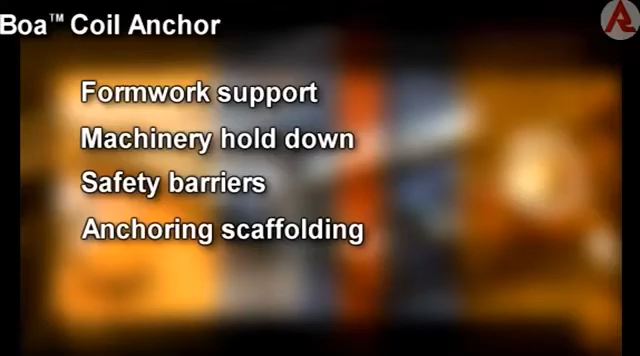 Boa™ Coil Anchor
Formwork support
Machinery hold down
Safety barriers
Anchoring scaffolding